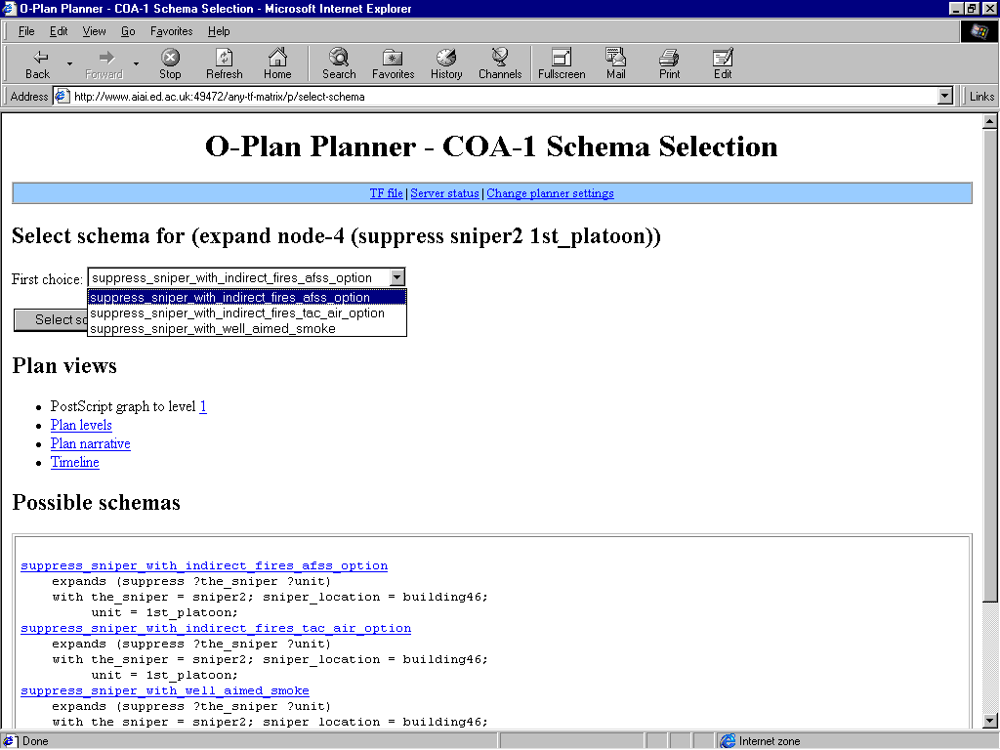 O-Plan Planner - COA-1 Schema Selection - Microsoft Internet Explorer
File Edit View Go Favorites Help
Back Forward Stop Refresh Home Search Favorites History Channels Fullscreen Mail Print Edit
Address http://www.aiai.ed.ac.uk:49472/any-tf-matrix/p/select-schema Links
O-Plan Planner - COA-1 Schema Selection
TF file | Server status | Change planner settings
Select schema for (expand node-4 (suppress sniper2 1st_platoon))
First choice: suppress_sniper_with_indirect_fires_afss_option
suppress_sniper_with_indirect_fires_afss_option
suppress_sniper_with_indirect_fires_tac_air_option
suppress_sniper_with_well_aimed_smoke
Select sc
Plan views
• PostScript graph to level 1
• Plan levels
• Plan narrative
• Timeline
Possible schemas
suppress_sniper_with_indirect_fires_afss_option
expands (suppress ?the_sniper ?unit)
with the_sniper = sniper2; sniper_location = building46;
unit = 1st_platoon;
suppress_sniper_with_indirect_fires_tac_air_option
expands (suppress ?the_sniper ?unit)
with the_sniper = sniper2; sniper_location = building46;
unit = 1st_platoon;
suppress_sniper_with_well_aimed_smoke
expands (suppress ?the_sniper ?unit)
with the_sniper = sniper2; sniper_location = building46;
Done Internet zone